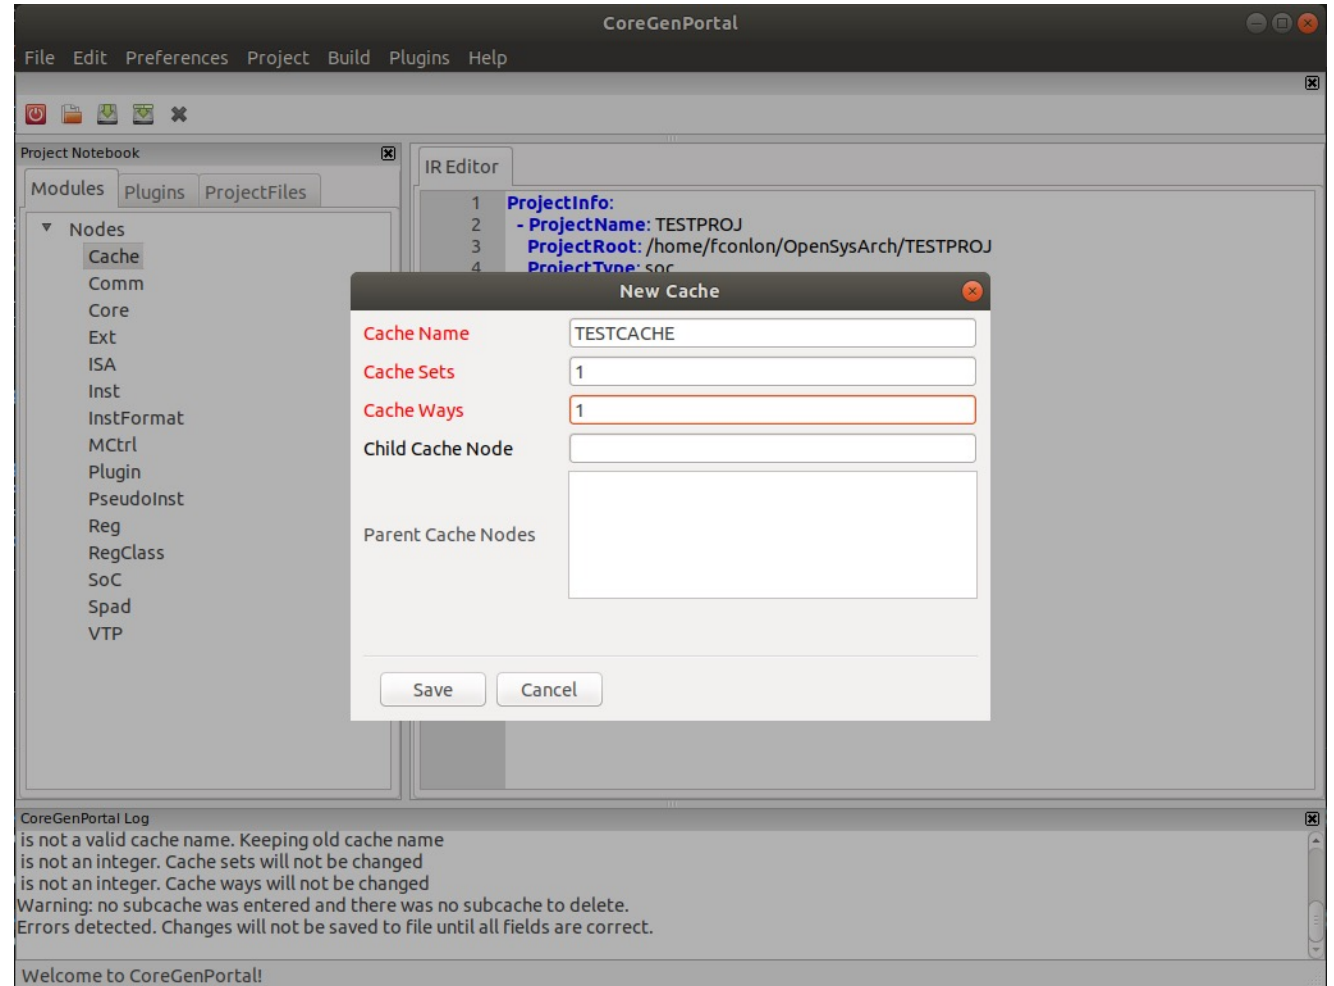 CoreGenPortal
File Edit Preferences Project Build Plugins Help
Project Notebook
Modules Plugins ProjectFiles
Nodes
Cache
Comm
Core
Ext
ISA
Inst
InstFormat
MCtrl
Plugin
PseudoInst
Reg
RegClass
SoC
Spad
VTP
IR Editor
1 ProjectInfo:
2 - ProjectName: TESTPROJ
3 ProjectRoot: /home/fconlon/OpenSysArch/TESTPROJ
4 ProjectType: soc
New Cache
Cache Name TESTCACHE
Cache Sets 1
Cache Ways 1
Child Cache Node
Parent Cache Nodes
Save Cancel
CoreGenPortal Log
is not a valid cache name. Keeping old cache name
is not an integer. Cache sets will not be changed
is not an integer. Cache ways will not be changed
Warning: no subcache was entered and there was no subcache to delete.
Errors detected. Changes will not be saved to file until all fields are correct.
Welcome to CoreGenPortal!